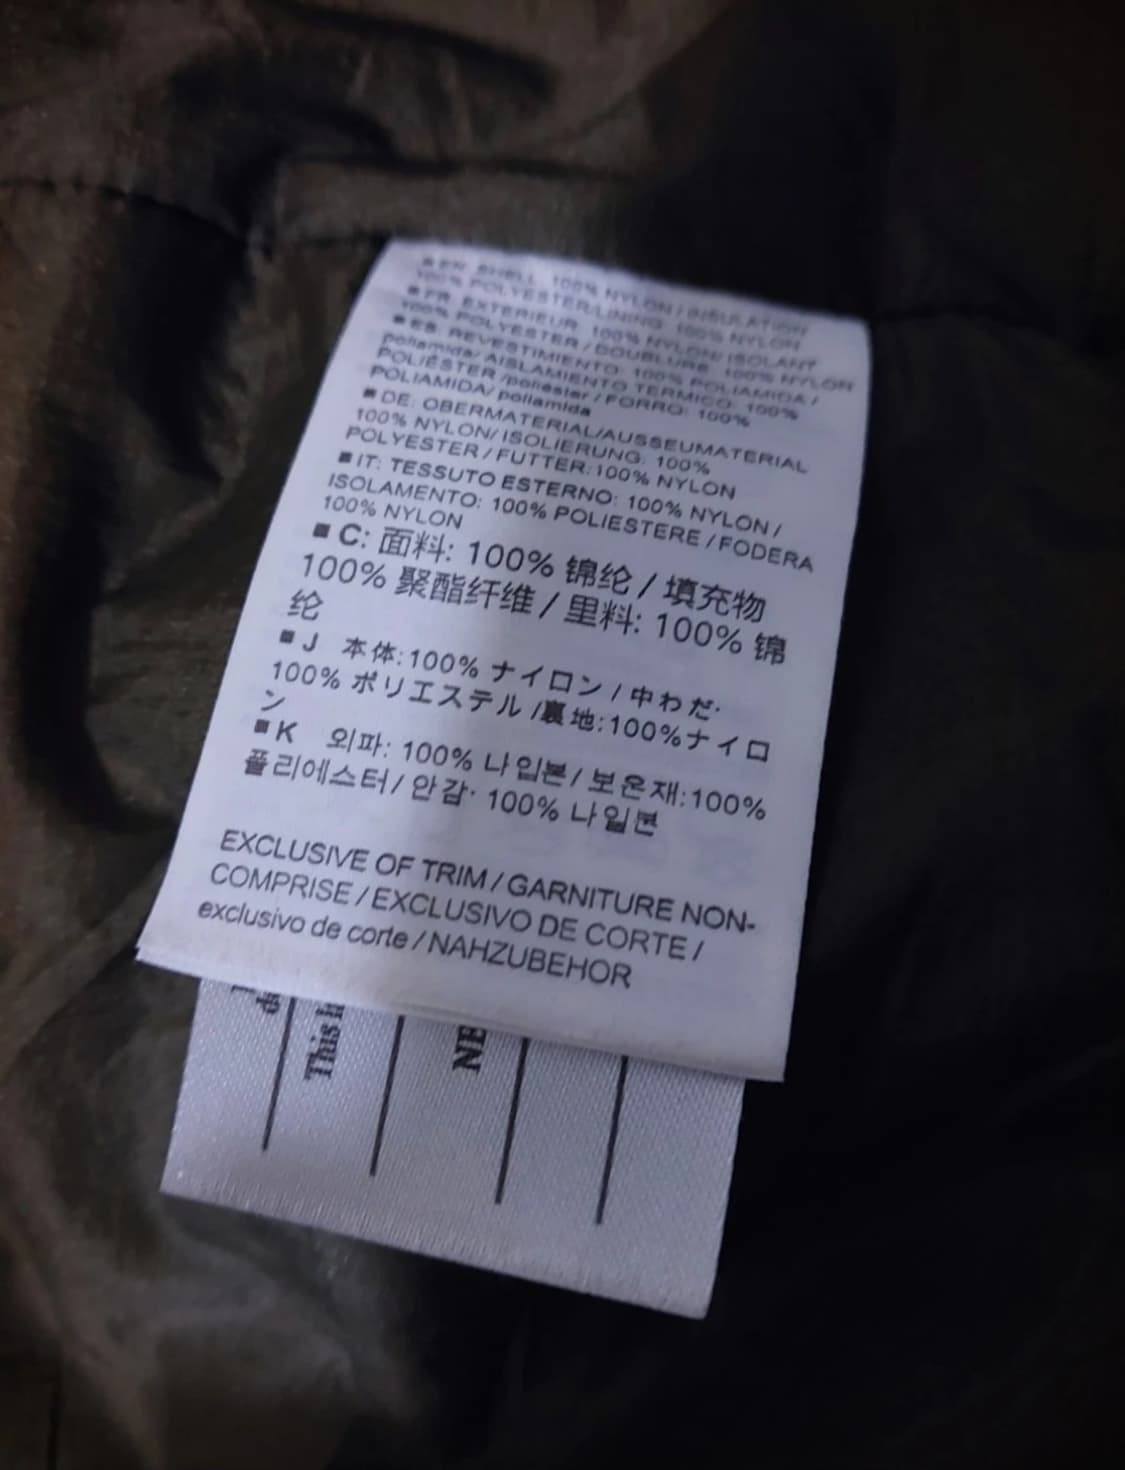 ■ EN: SHELL: 100% NYLON / INSULATION
100% POLYESTER/LINING: 100% NYLON
■ FR: EXTERIEUR: 100% NYLON/ ISOLANT
100% POLYESTER / DOUBLURE: 100% NYLON
■ ES: REVESTIMIENTO: 100% POLIAMIDA /
poliamida/ AISLAMIENTO TERMICO: 100%
POLIÉSTER /poliéster / FORRO: 100%
POLIAMIDA/ poliamida
■ DE: OBERMATERIAL/AUSSEUMATERIAL
100% NYLON/ ISOLIERUNG: 100%
POLYESTER / FUTTER:100% NYLON
■ IT: TESSUTO ESTERNO: 100% NYLON /
ISOLAMENTO: 100% POLIESTERE / FODERA
100% NYLON
■ C: 面料: 100% 锦纶 / 填充物
100% 聚酯纤维 / 里料: 100% 锦
纶
■ J 本体:100% ナイロン / 中わだ·
100% ポリエステル /裏地:100%ナイロ
ン
■ K 외피: 100% 나입본 / 보온재:100%
폴리에스터 / 안감· 100% 나일본
EXCLUSIVE OF TRIM / GARNITURE NON-
COMPRISE / EXCLUSIVO DE CORTE /
exclusivo de corte / NAHZUBEHOR
This
NE